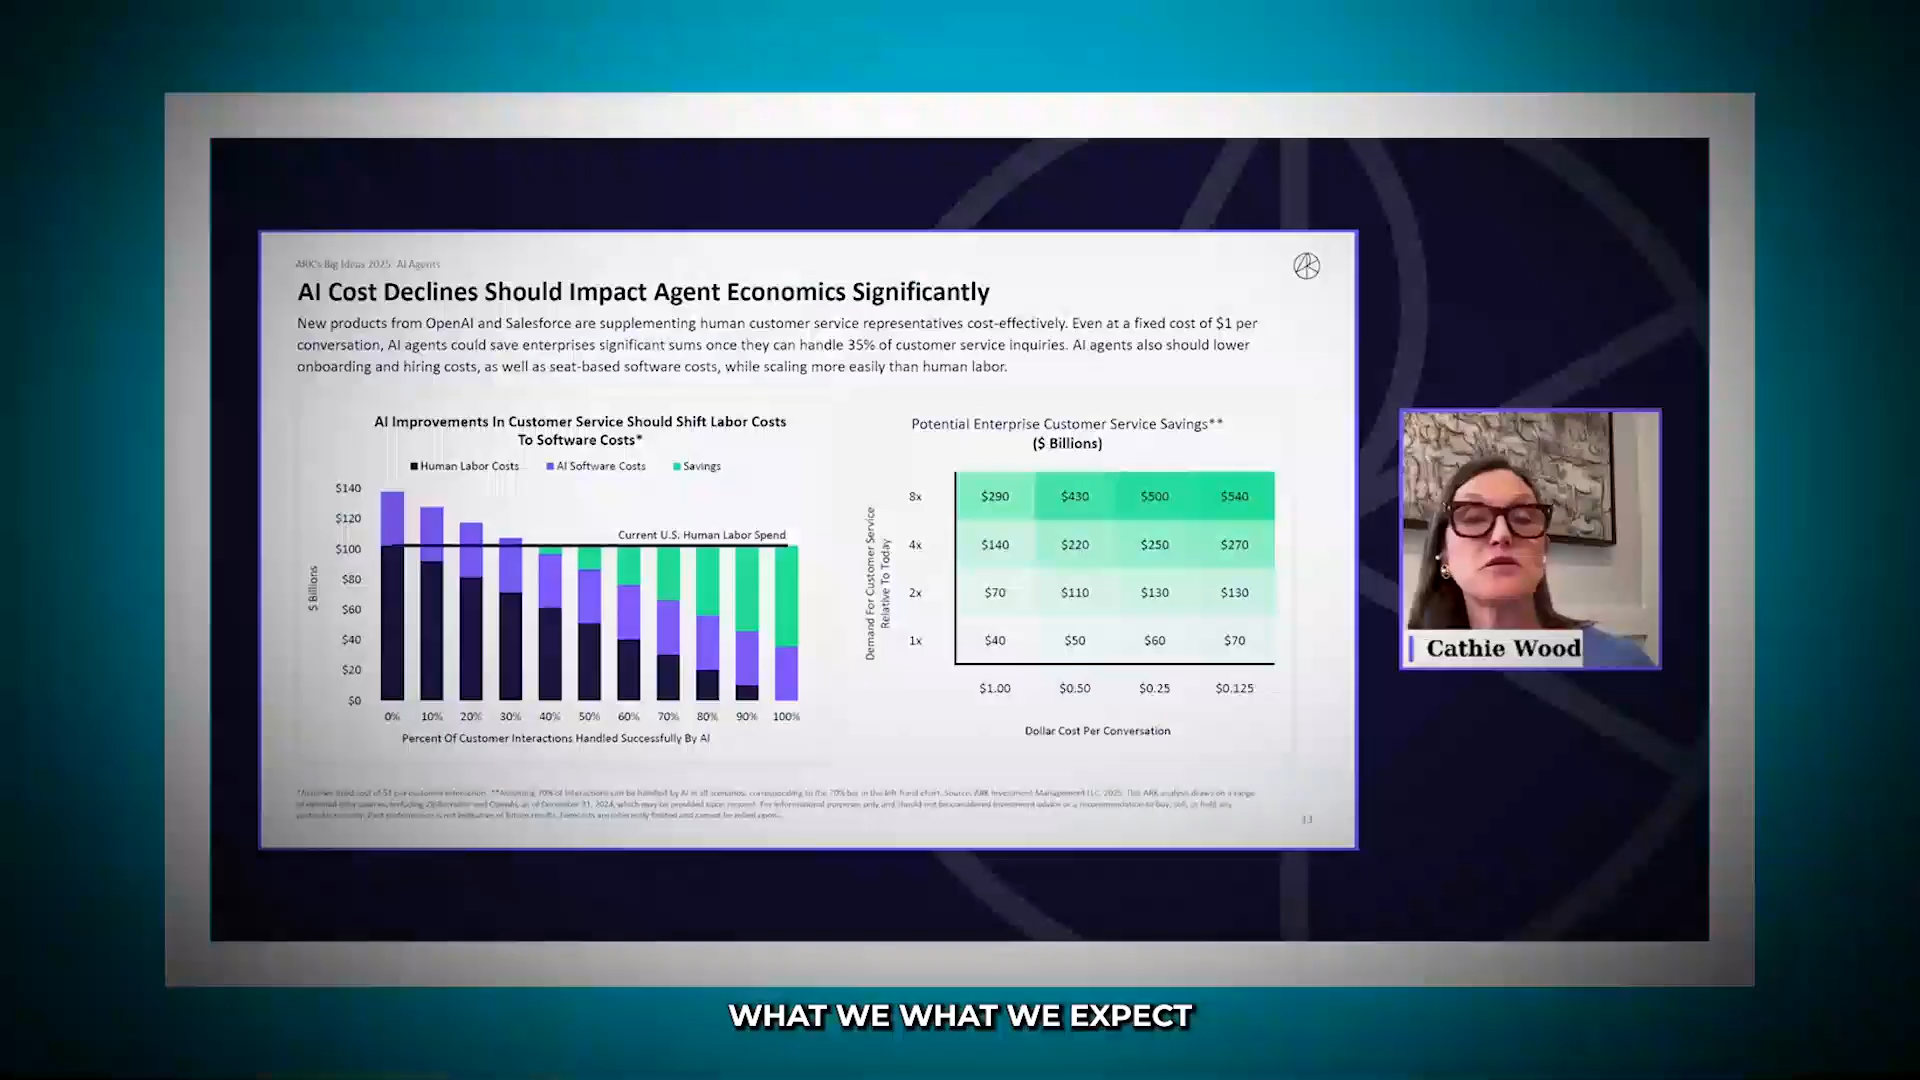 ARK's Big Ideas 2025: AI Agents
AI Cost Declines Should Impact Agent Economics Significantly
New products from OpenAI and Salesforce are supplementing human customer service representatives cost-effectively. Even at a fixed cost of $1 per
conversation, AI agents could save enterprises significant sums once they can handle 35% of customer service inquiries. AI agents also should lower
onboarding and hiring costs, as well as seat-based software costs, while scaling more easily than human labor.
AI Improvements In Customer Service Should Shift Labor Costs
To Software Costs*
Human Labor Costs AI Software Costs Savings
$140
$120
$100
$80
$60
$40
$20
$0
$ Billions
Current U.S. Human Labor Spend
0% 10% 20% 30% 40% 50% 60% 70% 80% 90% 100%
Percent Of Customer Interactions Handled Successfully By AI
Potential Enterprise Customer Service Savings**
($ Billions)
Demand For Customer Service
Relative To Today
8x $290 $430 $500 $540
4x $140 $220 $250 $270
2x $70 $110 $130 $130
1x $40 $50 $60 $70
$1.00 $0.50 $0.25 $0.125
Dollar Cost Per Conversation
Cathie Wood
WHAT WE WHAT WE EXPECT